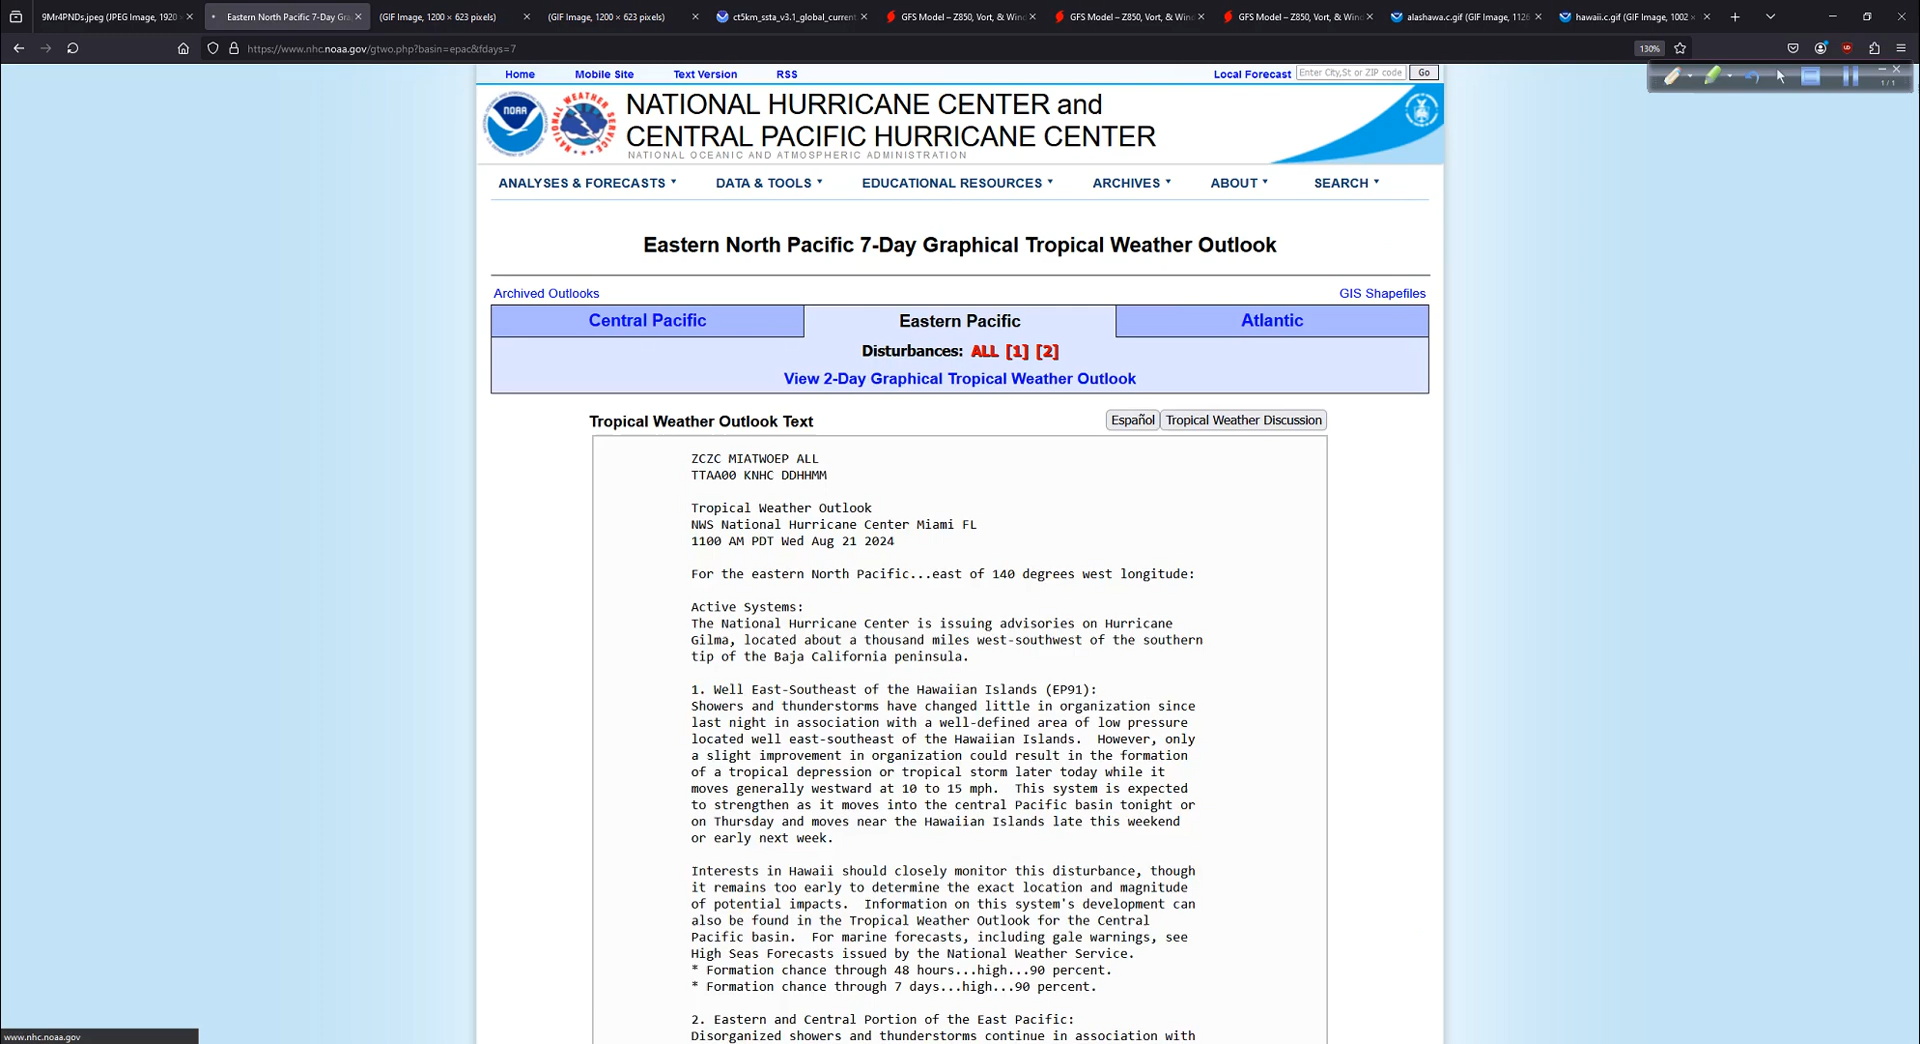 9Mr4PNDs.jpeg (JPEG Image, 1920
Eastern North Pacific 7-Day Gra
(GIF Image, 1200 × 623 pixels)
(GIF Image, 1200 × 623 pixels)
ct5km_ssta_v3.1_global_current
GFS Model – Z850, Vort, & Win
GFS Model – Z850, Vort, & Win
GFS Model – Z850, Vort, & Win
alashawa.c.gif (GIF Image, 1126
hawaii.c.gif (GIF Image, 1002
https://www.nhc.noaa.gov/gtwo.php?basin=epac&fdays=7
130%
Home Mobile Site Text Version RSS
Local Forecast Enter City,St or ZIP code Go
1/1
NOAA
NATIONAL HURRICANE CENTER and
CENTRAL PACIFIC HURRICANE CENTER
NATIONAL OCEANIC AND ATMOSPHERIC ADMINISTRATION
ANALYSES & FORECASTS DATA & TOOLS EDUCATIONAL RESOURCES ARCHIVES ABOUT SEARCH
Eastern North Pacific 7-Day Graphical Tropical Weather Outlook
Archived Outlooks GIS Shapefiles
Central Pacific Eastern Pacific Atlantic
Disturbances: ALL [1] [2]
View 2-Day Graphical Tropical Weather Outlook
Tropical Weather Outlook Text Español Tropical Weather Discussion
ZCZC MIATWOEP ALL
TTAA00 KNHC DDHHMM
Tropical Weather Outlook
NWS National Hurricane Center Miami FL
1100 AM PDT Wed Aug 21 2024
For the eastern North Pacific...east of 140 degrees west longitude:
Active Systems:
The National Hurricane Center is issuing advisories on Hurricane
Gilma, located about a thousand miles west-southwest of the southern
tip of the Baja California peninsula.
1. Well East-Southeast of the Hawaiian Islands (EP91):
Showers and thunderstorms have changed little in organization since
last night in association with a well-defined area of low pressure
located well east-southeast of the Hawaiian Islands. However, only
a slight improvement in organization could result in the formation
of a tropical depression or tropical storm later today while it
moves generally westward at 10 to 15 mph. This system is expected
to strengthen as it moves into the central Pacific basin tonight or
on Thursday and moves near the Hawaiian Islands late this weekend
or early next week.
Interests in Hawaii should closely monitor this disturbance, though
it remains too early to determine the exact location and magnitude
of potential impacts. Information on this system's development can
also be found in the Tropical Weather Outlook for the Central
Pacific basin. For marine forecasts, including gale warnings, see
High Seas Forecasts issued by the National Weather Service.
* Formation chance through 48 hours...high...90 percent.
* Formation chance through 7 days...high...90 percent.
2. Eastern and Central Portion of the East Pacific:
Disorganized showers and thunderstorms continue in association with
www.nhc.noaa.gov